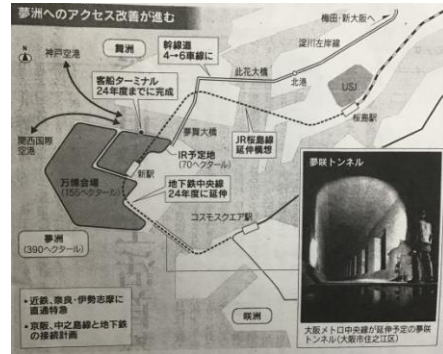 夢洲へのアクセス改善が進む
梅田・新大阪へ
神戸空港
舞洲
幹線道
4→6車線に
淀川左岸線
此花大橋
北港
USJ
客船ターミナル
24年度までに完成
桜島駅
夢舞大橋
関西国際
空港
IR予定地
(70ヘクタール)
JR桜島線
延伸構想
新駅
万博会場
(155ヘクタール)
地下鉄中央線
24年度に延伸
コスモスクエア駅
夢洲
(390ヘクタール)
咲洲
夢咲トンネル
・近鉄、奈良・伊勢志摩に
直通特急
・京阪、中之島線と地下鉄
の接続計画
大阪メトロ中央線が延伸予定の夢咲
トンネル(大阪市住之江区)